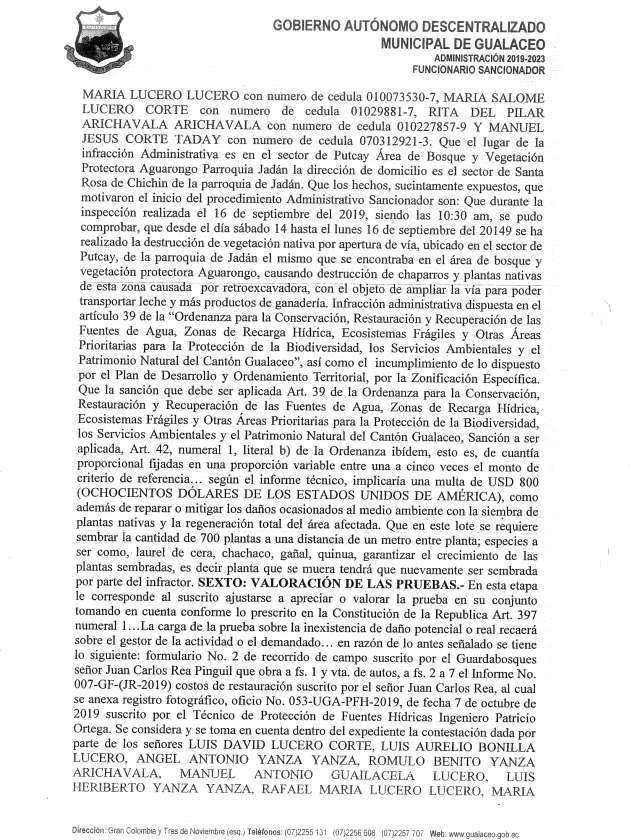 GOBIERNO AUTÓNOMO DESCENTRALIZADO
MUNICIPAL DE GUALACEO
ADMINISTRACIÓN 2019-2023
FUNCIONARIO SANCIONADOR
MARIA LUCERO LUCERO con numero de cedula 010073530-7, MARIA SALOME
LUCERO CORTE con numero de cedula 01029881-7, RITA DEL PILAR
ARICHAVALA ARICHAVALA con numero de cedula 010227857-9 Y MANUEL
JESUS CORTE TADAY con numero de cedula 070312921-3. Que el lugar de la
infracción Administrativa es en el sector de Putcay Área de Bosque y Vegetación
Protectora Aguarongo Parroquia Jadán la dirección de domicilio es el sector de Santa
Rosa de Chichin de la parroquia de Jadán. Que los hechos, sucintamente expuestos, que
motivaron el inicio del procedimiento Administrativo Sancionador son: Que durante la
inspección realizada el 16 de septiembre del 2019, siendo las 10:30 am, se pudo
comprobar, que desde el día sábado 14 hasta el lunes 16 de septiembre del 20149 se ha
realizado la destrucción de vegetación nativa por apertura de vía, ubicado en el sector de
Putcay, de la parroquia de Jadán el mismo que se encontraba en el área de bosque y
vegetación protectora Aguarongo, causando destrucción de chaparros y plantas nativas
de esta zona causada por retroexcavadora, con el objeto de ampliar la vía para poder
transportar leche y más productos de ganadería. Infracción administrativa dispuesta en el
artículo 39 de la “Ordenanza para la Conservación, Restauración y Recuperación de las
Fuentes de Agua, Zonas de Recarga Hídrica, Ecosistemas Frágiles y Otras Áreas
Prioritarias para la Protección de la Biodiversidad, los Servicios Ambientales y el
Patrimonio Natural del Cantón Gualaceo”, así como el incumplimiento de lo dispuesto
por el Plan de Desarrollo y Ordenamiento Territorial, por la Zonificación Específica.
Que la sanción que debe ser aplicada Art. 39 de la Ordenanza para la Conservación,
Restauración y Recuperación de las Fuentes de Agua, Zonas de Recarga Hídrica,
Ecosistemas Frágiles y Otras Áreas Prioritarias para la Protección de la Biodiversidad,
los Servicios Ambientales y el Patrimonio Natural del Cantón Gualaceo, Sanción a ser
aplicada, Art. 42, numeral 1, literal b) de la Ordenanza ibídem, esto es, de cuantía
proporcional fijadas en una proporción variable entre una a cinco veces el monto de
criterio de referencia… según el informe técnico, implicaría una multa de USD 800
(OCHOCIENTOS DÓLARES DE LOS ESTADOS UNIDOS DE AMÉRICA), como
además de reparar o mitigar los daños ocasionados al medio ambiente con la siembra de
plantas nativas y la regeneración total del área afectada. Que en este lote se requiere
sembrar la cantidad de 700 plantas a una distancia de un metro entre planta; especies a
ser como, laurel de cera, chachaco, gañal, quinua, garantizar el crecimiento de las
plantas sembradas, es decir planta que se muera tendrá que nuevamente ser sembrada
por parte del infractor. SEXTO: VALORACIÓN DE LAS PRUEBAS.- En esta etapa
le corresponde al suscrito ajustarse a apreciar o valorar la prueba en su conjunto
tomando en cuenta conforme lo prescrito en la Constitución de la Republica Art. 397
numeral 1…La carga de la prueba sobre la inexistencia de daño potencial o real recaerá
sobre el gestor de la actividad o el demandado… en razón de lo antes señalado se tiene
lo siguiente: formulario No. 2 de recorrido de campo suscrito por el Guardabosques
señor Juan Carlos Rea Pinguil que obra a fs. 1 y vta. de autos, a fs. 2 a 7 el Informe No.
007-GF-(JR-2019) costos de restauración suscrito por el señor Juan Carlos Rea, al cual
se anexa registro fotográfico, oficio No. 053-UGA-PFH-2019, de fecha 7 de octubre de
2019 suscrito por el Técnico de Protección de Fuentes Hídricas Ingeniero Patricio
Ortega. Se considera y se toma en cuenta dentro del expediente la contestación dada por
parte de los señores LUIS DAVID LUCERO CORTE, LUIS AURELIO BONILLA
LUCERO, ANGEL ANTONIO YANZA YANZA, ROMULO BENITO YANZA
ARICHAVALA, MANUEL ANTONIO GUAILACELA LUCERO, LUIS
HERIBERTO YANZA YANZA, RAFAEL MARIA LUCERO LUCERO, MARIA
Dirección: Gran Colombia y Tres de Noviembre (esq.) Teléfonos: (07)2255 131 (07)2256 608 (07)2257 707 Web: www.gualaceo.gob.ec